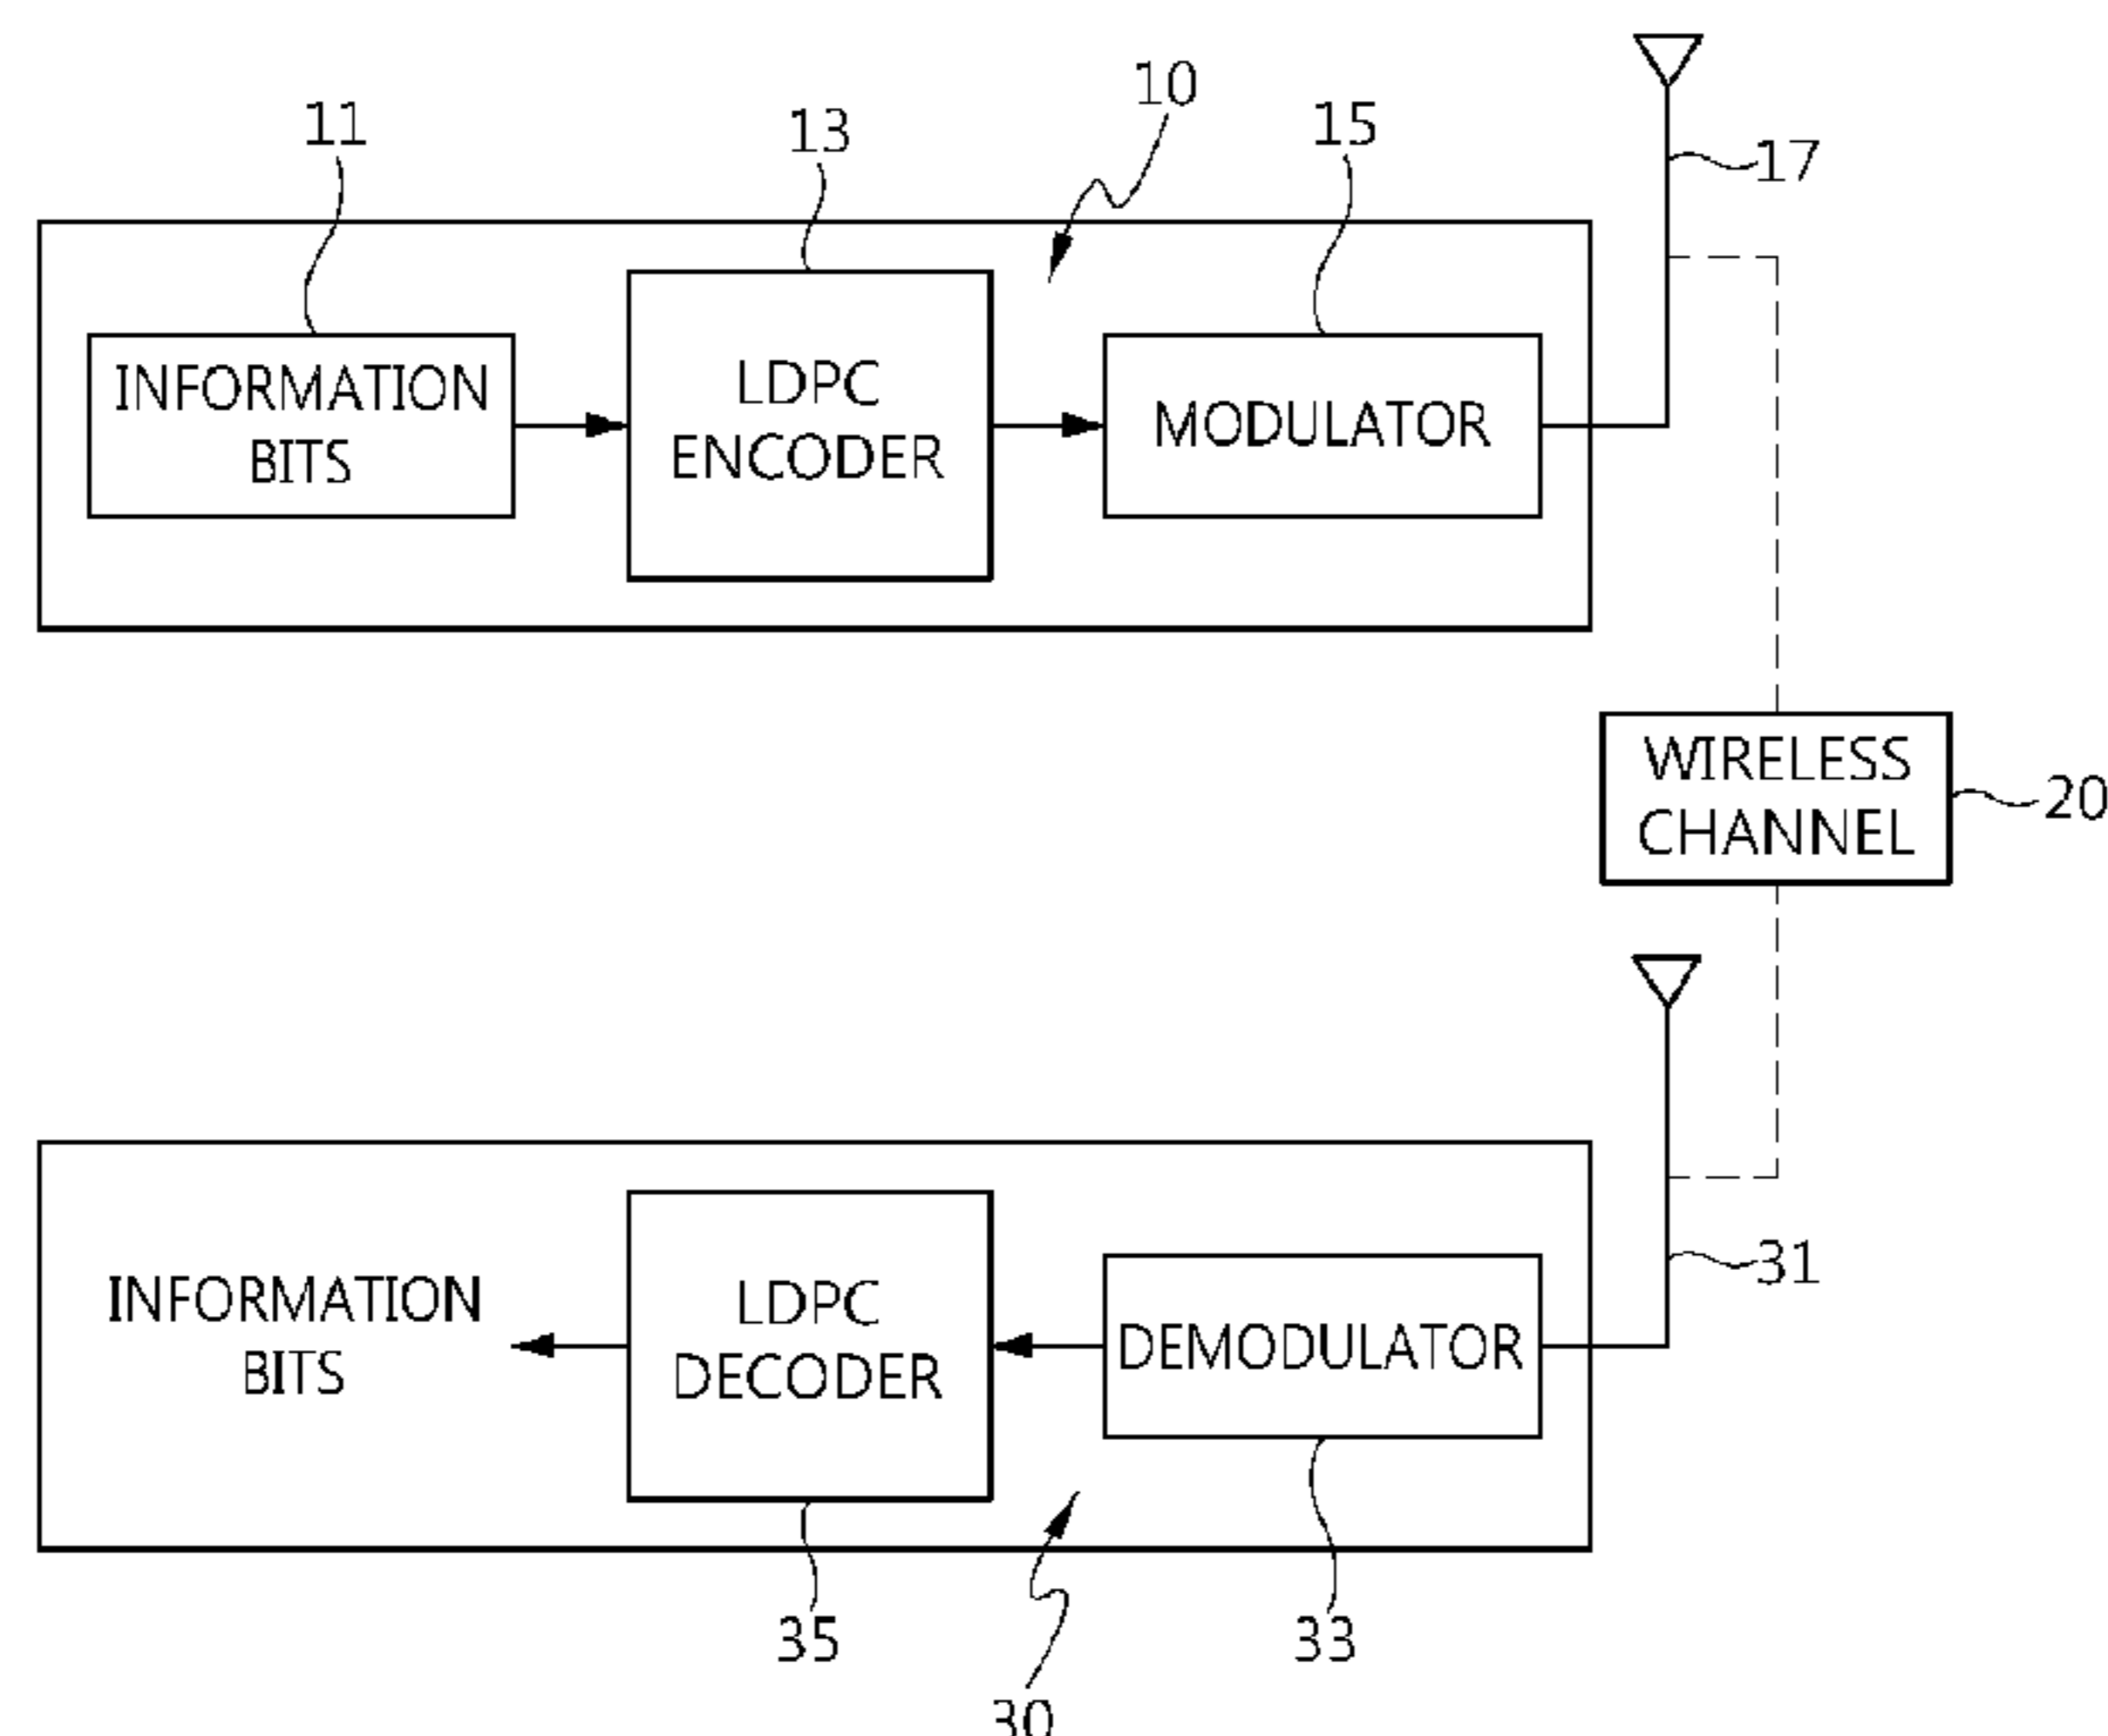 10
11
13
15
17
INFORMATION
BITS
LDPC
ENCODER
MODULATOR
WIRELESS
CHANNEL
20
31
INFORMATION
BITS
LDPC
DECODER
DEMODULATOR
35
33
30